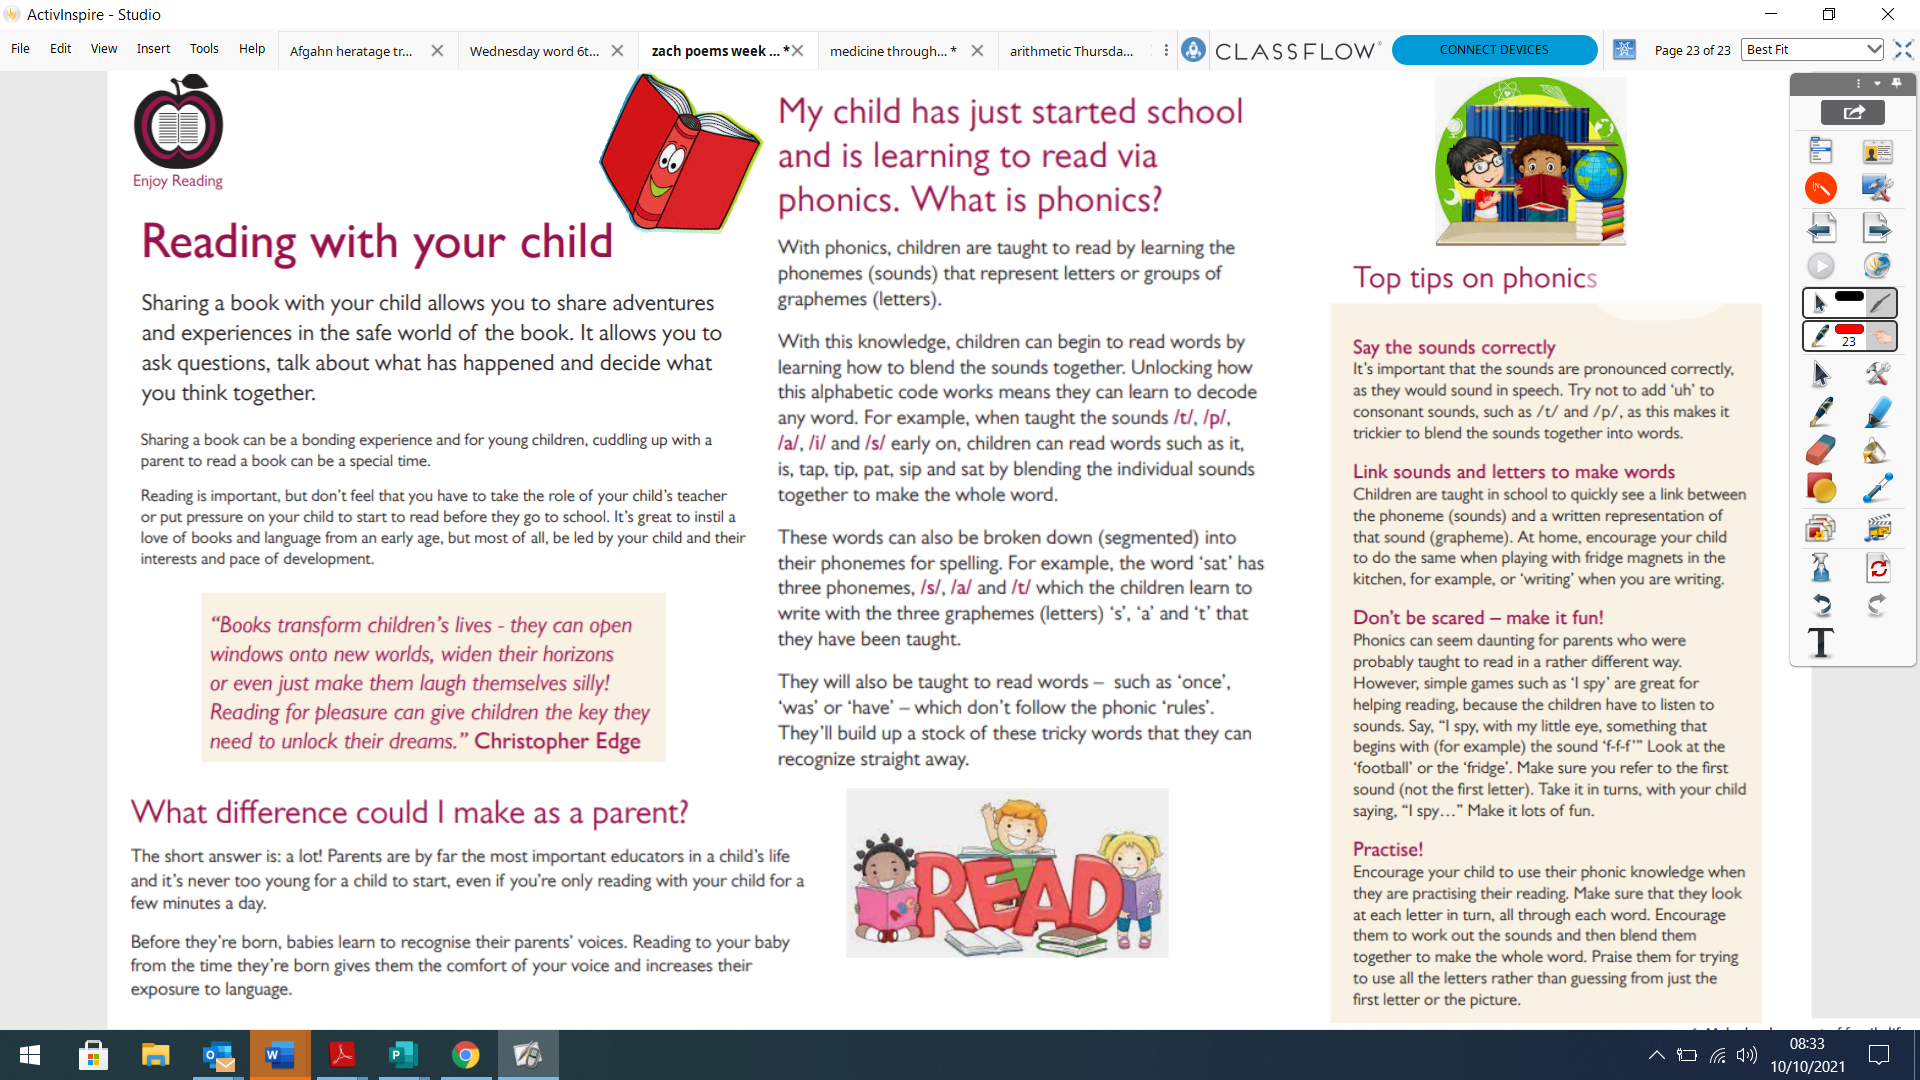 ActivInspire - Studio
File Edit View Insert Tools Help
Afgahn heratage tr...
Wednesday word 6t...
zach poems week ... *
medicine through... *
arithmetic Thursda...
CLASSFLOW
CONNECT DEVICES
Page 23 of 23
Best Fit
Enjoy Reading
Reading with your child
Sharing a book with your child allows you to share adventures
and experiences in the safe world of the book. It allows you to
ask questions, talk about what has happened and decide what
you think together.
Sharing a book can be a bonding experience and for young children, cuddling up with a
parent to read a book can be a special time.
Reading is important, but don't feel that you have to take the role of your child's teacher
or put pressure on your child to start to read before they go to school. It's great to instil a
love of books and language from an early age, but most of all, be led by your child and their
interests and pace of development.
"Books transform children's lives - they can open
windows onto new worlds, widen their horizons
or even just make them laugh themselves silly!
Reading for pleasure can give children the key they
need to unlock their dreams." Christopher Edge
What difference could I make as a parent?
The short answer is: a lot! Parents are by far the most important educators in a child's life
and it's never too young for a child to start, even if you're only reading with your child for a
few minutes a day.
Before they're born, babies learn to recognise their parents' voices. Reading to your baby
from the time they're born gives them the comfort of your voice and increases their
exposure to language.
My child has just started school
and is learning to read via
phonics. What is phonics?
With phonics, children are taught to read by learning the
phonemes (sounds) that represent letters or groups of
graphemes (letters).
With this knowledge, children can begin to read words by
learning how to blend the sounds together. Unlocking how
this alphabetic code works means they can learn to decode
any word. For example, when taught the sounds /t/, /p/,
/a/, /i/ and /s/ early on, children can read words such as it,
is, tap, tip, pat, sip and sat by blending the individual sounds
together to make the whole word.
These words can also be broken down (segmented) into
their phonemes for spelling. For example, the word 'sat' has
three phonemes, /s/, /a/ and /t/ which the children learn to
write with the three graphemes (letters) 's', 'a' and 't' that
they have been taught.
They will also be taught to read words – such as 'once',
'was' or 'have' – which don't follow the phonic 'rules'.
They'll build up a stock of these tricky words that they can
recognize straight away.
READ
ABC
Top tips on phonics
Say the sounds correctly
It's important that the sounds are pronounced correctly,
as they would sound in speech. Try not to add 'uh' to
consonant sounds, such as /t/ and /p/, as this makes it
trickier to blend the sounds together into words.
Link sounds and letters to make words
Children are taught in school to quickly see a link between
the phoneme (sounds) and a written representation of
that sound (grapheme). At home, encourage your child
to do the same when playing with fridge magnets in the
kitchen, for example, or 'writing' when you are writing.
Don't be scared – make it fun!
Phonics can seem daunting for parents who were
probably taught to read in a rather different way.
However, simple games such as 'I spy' are great for
helping reading, because the children have to listen to
sounds. Say, "I spy, with my little eye, something that
begins with (for example) the sound 'f-f-f'" Look at the
'football' or the 'fridge'. Make sure you refer to the first
sound (not the first letter). Take it in turns, with your child
saying, "I spy…" Make it lots of fun.
Practise!
Encourage your child to use their phonic knowledge when
they are practising their reading. Make sure that they look
at each letter in turn, all through each word. Encourage
them to work out the sounds and then blend them
together to make the whole word. Praise them for trying
to use all the letters rather than guessing from just the
first letter or the picture.
23
T
08:33
10/10/2021